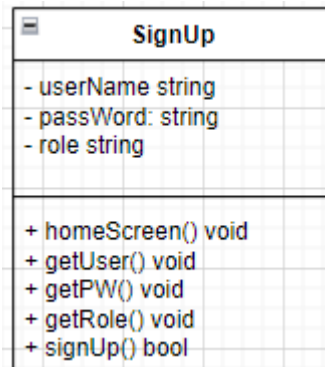 SignUp
- userName string
- passWord: string
- role string
+ homeScreen() void
+ getUser() void
+ getPW() void
+ getRole() void
+ signUp() bool